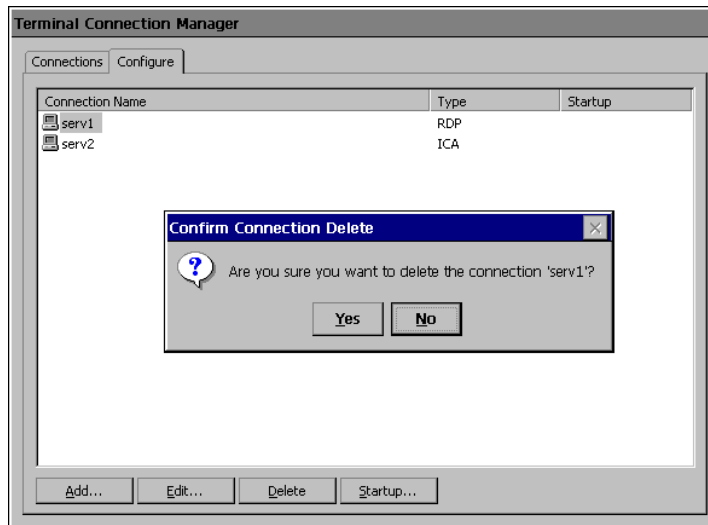 Terminal Connection Manager
Connections Configure
Connection Name Type Startup
serv1 RDP
serv2 ICA
Confirm Connection Delete
? Are you sure you want to delete the connection 'serv1'?
Yes No
Add... Edit... Delete Startup...